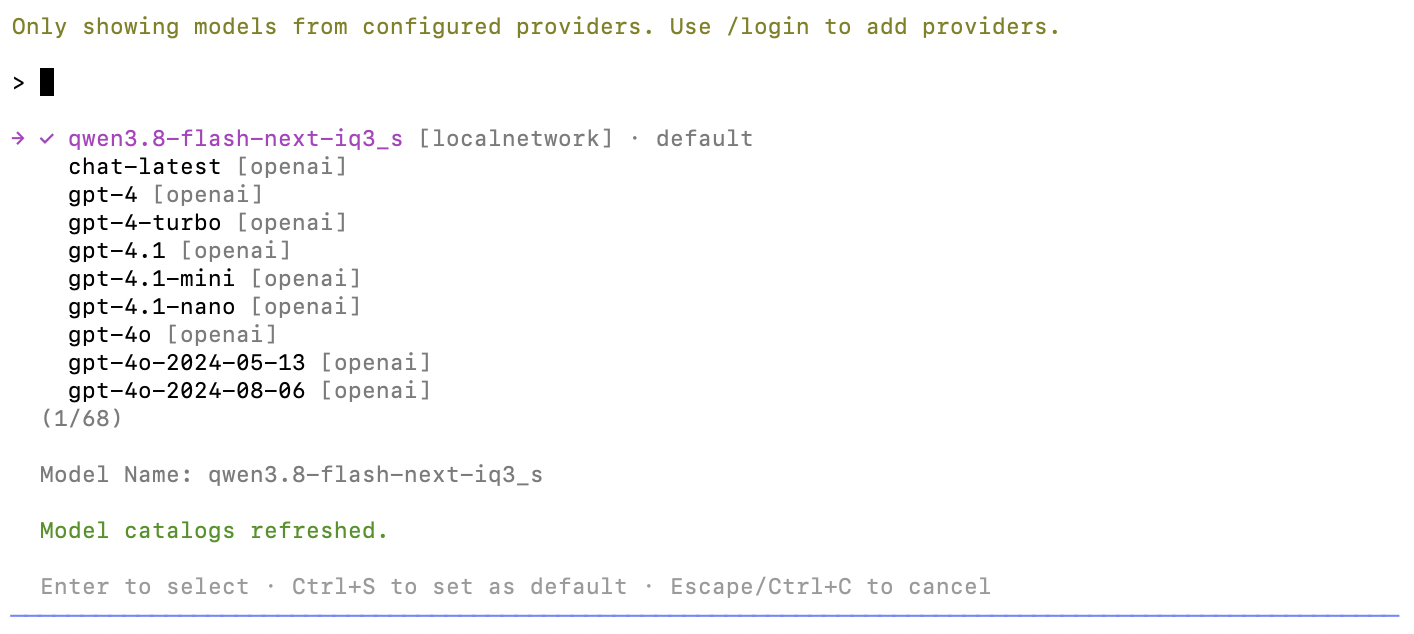 Only showing models from configured providers. Use /login to add providers.
>
→ ✓ qwen3.8-flash-next-iq3_s [localnetwork] · default
chat-latest [openai]
gpt-4 [openai]
gpt-4-turbo [openai]
gpt-4.1 [openai]
gpt-4.1-mini [openai]
gpt-4.1-nano [openai]
gpt-4o [openai]
gpt-4o-2024-05-13 [openai]
gpt-4o-2024-08-06 [openai]
(1/68)
Model Name: qwen3.8-flash-next-iq3_s
Model catalogs refreshed.
Enter to select · Ctrl+S to set as default · Escape/Ctrl+C to cancel